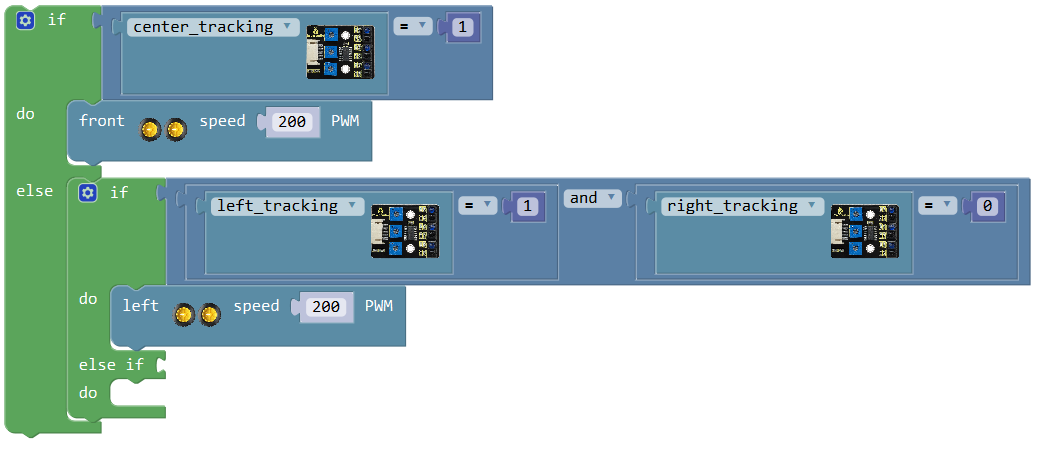 if center_tracking = 1
do front speed 200 PWM
else if left_tracking = 1 and right_tracking = 0
do left speed 200 PWM
else if
do